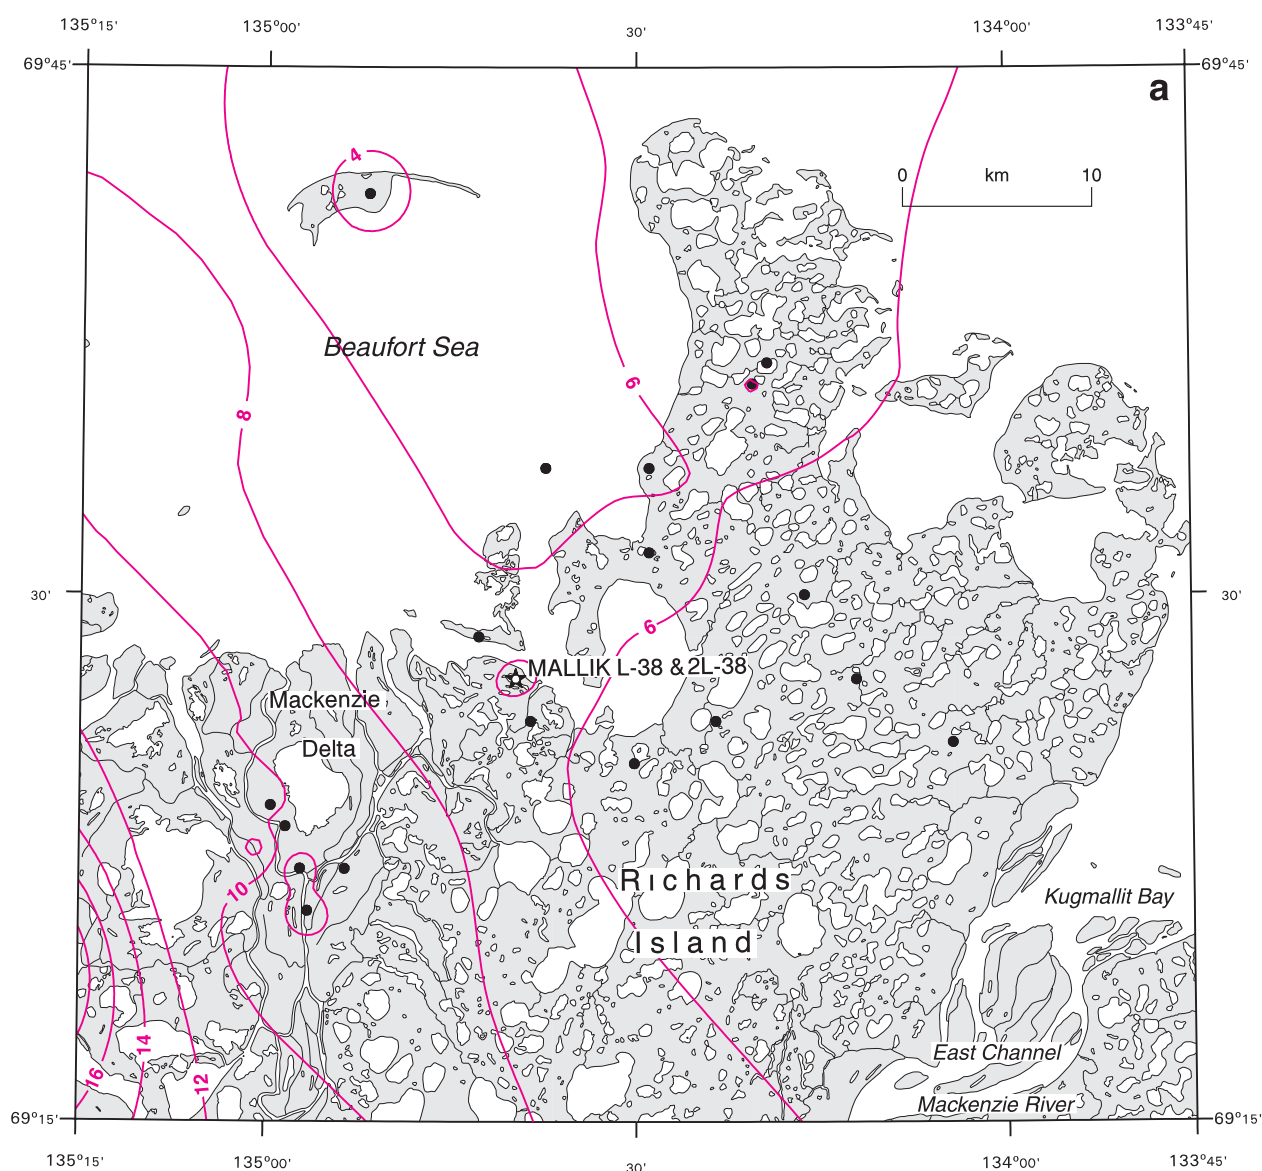 135°15' 135°00' 30' 134°00' 133°45'
69°45' 69°45'
a
4
0 km 10
Beaufort Sea
6
8
30' 30'
6
MALLIK L-38 & 2L-38
Mackenzie
Delta
10
Richards
Kugmallit Bay
Island
14
East Channel
16
12
Mackenzie River
69°15' 69°15'
135°15' 135°00' 30' 134°00' 133°45'